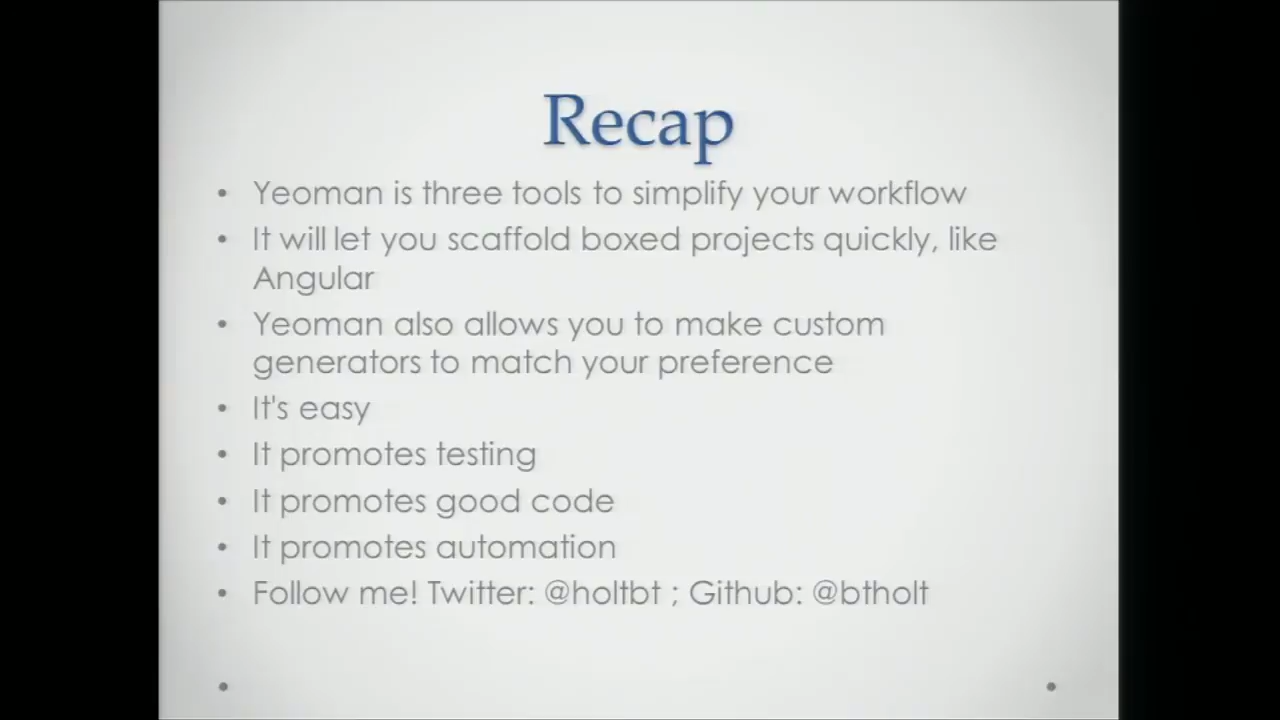 Recap
• Yeoman is three tools to simplify your workflow
• It will let you scaffold boxed projects quickly, like
Angular
• Yeoman also allows you to make custom
generators to match your preference
• It's easy
• It promotes testing
• It promotes good code
• It promotes automation
• Follow me! Twitter: @holtbt ; Github: @btholt